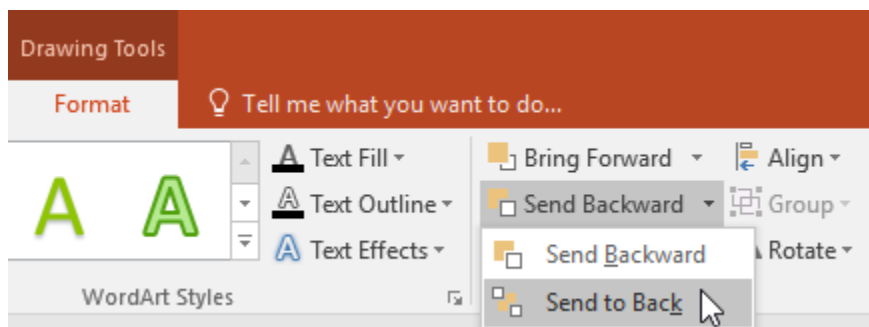 Drawing Tools
Format
Tell me what you want to do...
A A
Text Fill
Text Outline
Text Effects
WordArt Styles
Bring Forward
Send Backward
Send Backward
Send to Back
Align
Group
Rotate